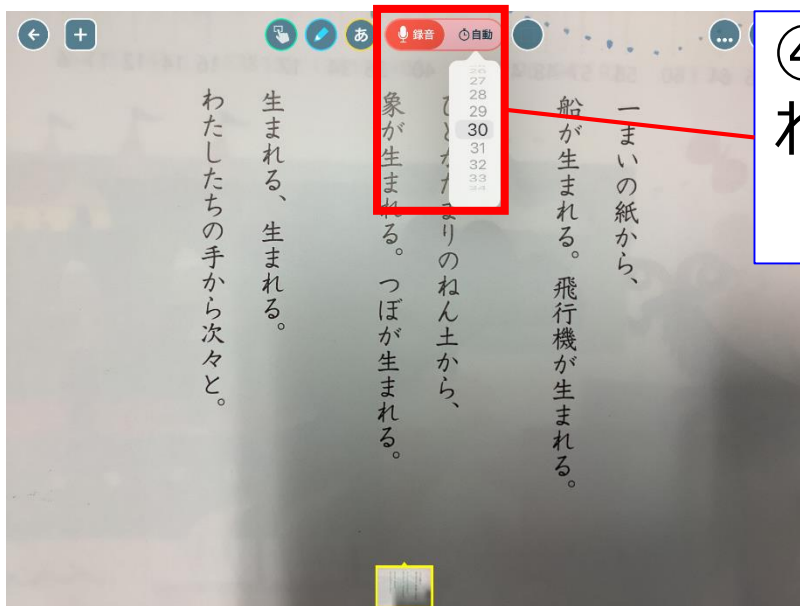 あ
録音
自動
27
28
29
30
31
32
33
34
④
一まいの紙から、
船が生まれる。飛行機が生まれる。
ひとかたまりのねん土から、
象が生まれる。つぼが生まれる。
生まれる、生まれる。
わたしたちの手から次々と。